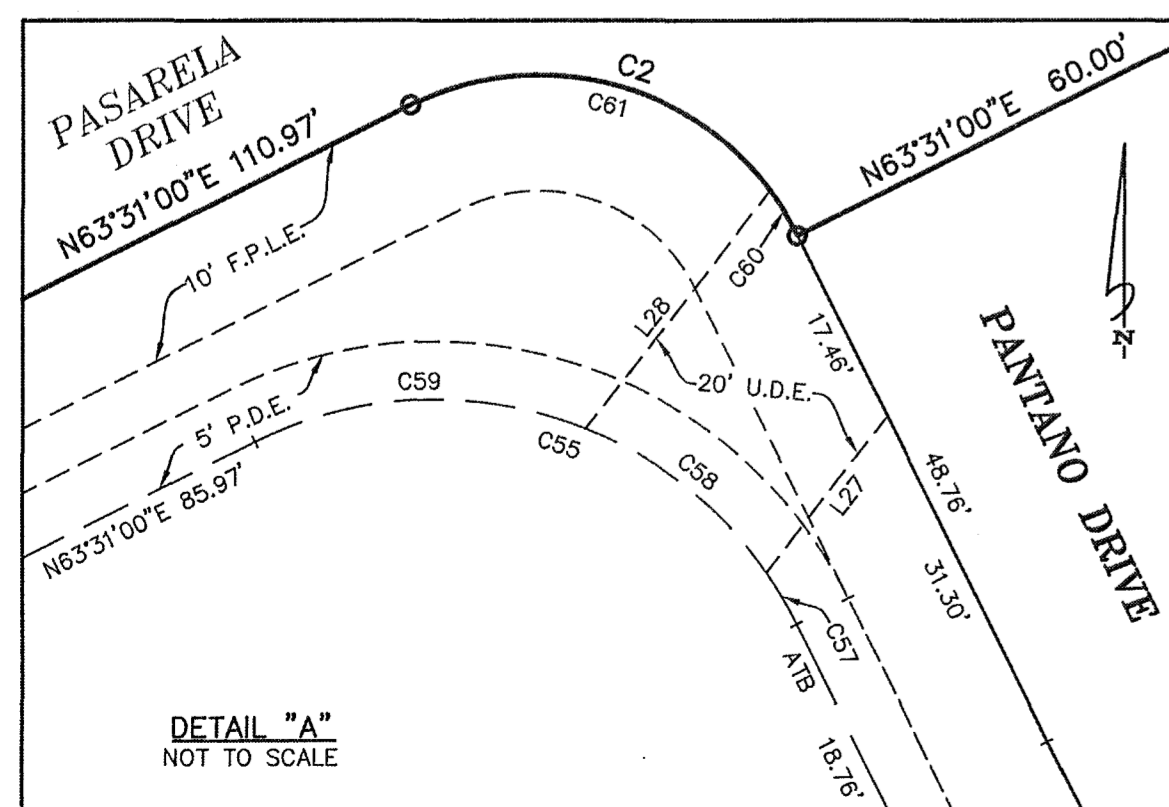 PASARELA
DRIVE
N63°31'00"E 110.97'
C2
C61
N63°31'00"E 60.00'
10' F.P.L.E.
C60
L28
17.46'
20' U.D.E.
PANTANO DRIVE
C59
5' P.D.E.
C55
C58
L27
48.76'
N63°31'00"E 85.97'
31.30'
C57
ATB
18.76'
N
DETAIL "A"
NOT TO SCALE